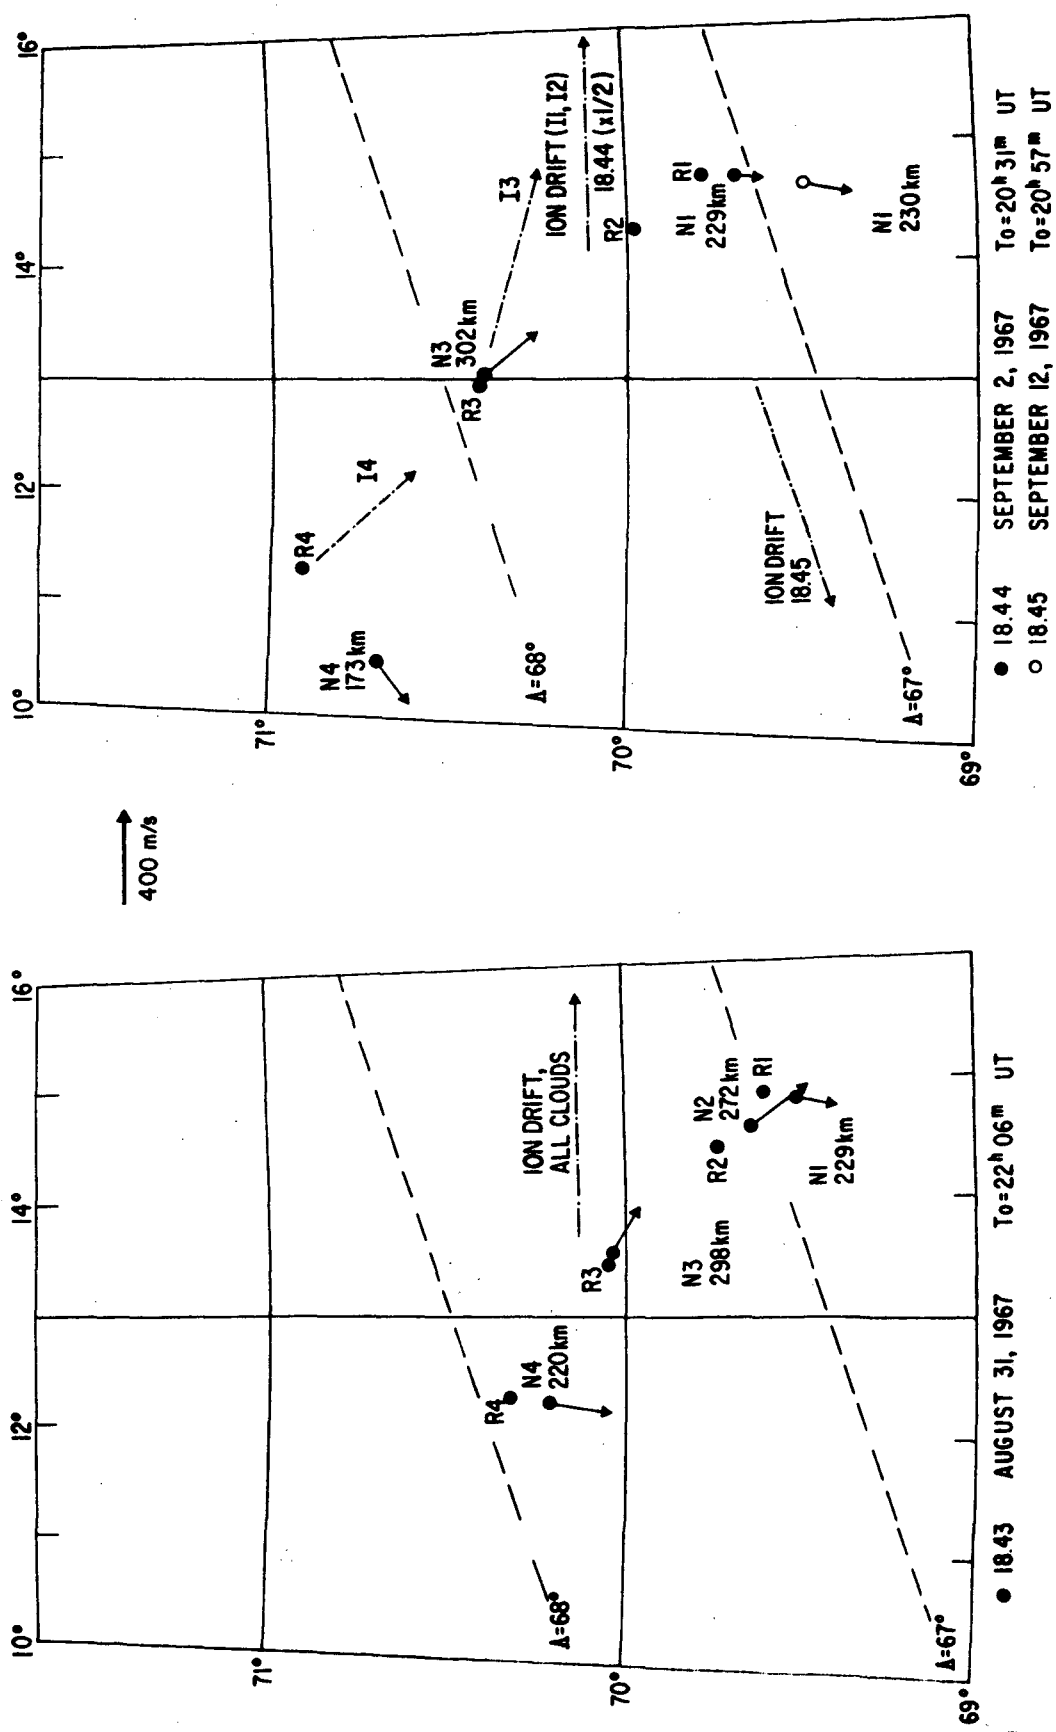 10°
12°
14°
16°
71°
70°
69°
Λ=68°
Λ=67°
R4
N4
220km
R3
N3
298km
ION DRIFT,
ALL CLOUDS
R2
N2
272km
R1
N1
229km
● 18.43 AUGUST 31, 1967 To=22h 06m UT
400 m/s
10°
12°
14°
16°
71°
70°
69°
Λ=68°
Λ=67°
N4
173km
R4
I4
R3
N3
302km
I3
ION DRIFT (I1, I2)
18.44 (x1/2)
R2
R1
N1
229km
N1
230km
ION DRIFT
18.45
● 18.44 SEPTEMBER 2, 1967 To=20h 31m UT
○ 18.45 SEPTEMBER 12, 1967 To=20h 57m UT